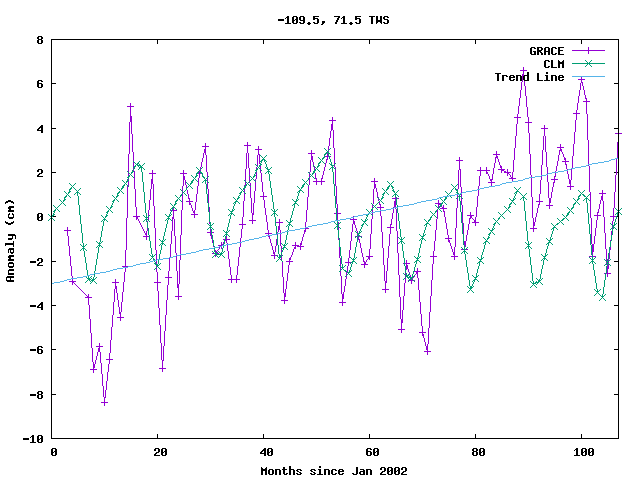 -109.5, 71.5 TWS
GRACE
CLM
Trend Line
8
6
4
2
0
-2
-4
-6
-8
-10
Anomaly (cm)
0 20 40 60 80 100
Months since Jan 2002